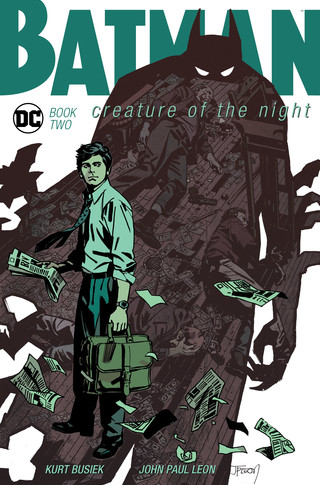 BATMAN
DC
BOOK
TWO
creature of the night
KURT BUSIEK
JOHN PAUL LEON